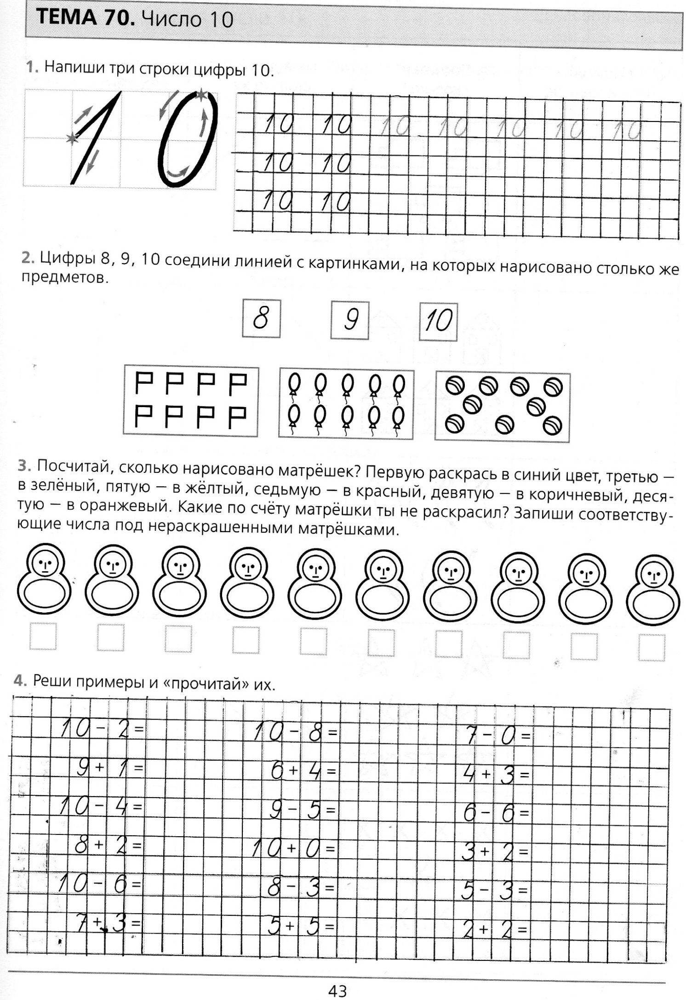 ТЕМА 70. Число 10
1. Напиши три строки цифры 10.
10
10 10 10 10 10 10 10
10 10
10 10
2. Цифры 8, 9, 10 соедини линией с картинками, на которых нарисовано столько же
предметов.
8 9 10
3. Посчитай, сколько нарисовано матрёшек? Первую раскрась в синий цвет, третью —
в зелёный, пятую — в жёлтый, седьмую — в красный, девятую — в коричневый, деся-
тую — в оранжевый. Какие по счёту матрёшки ты не раскрасил? Запиши соответству-
ющие числа под нераскрашенными матрёшками.
4. Реши примеры и «прочитай» их.
10 - 2 = 10 - 8 = 7 - 0 =
9 + 1 = 6 + 4 = 4 + 3 =
10 - 4 = 9 - 5 = 6 - 6 =
8 + 2 = 10 + 0 = 3 + 2 =
10 - 6 = 8 - 3 = 5 - 3 =
7 + 3 = 5 + 5 = 2 + 2 =
43